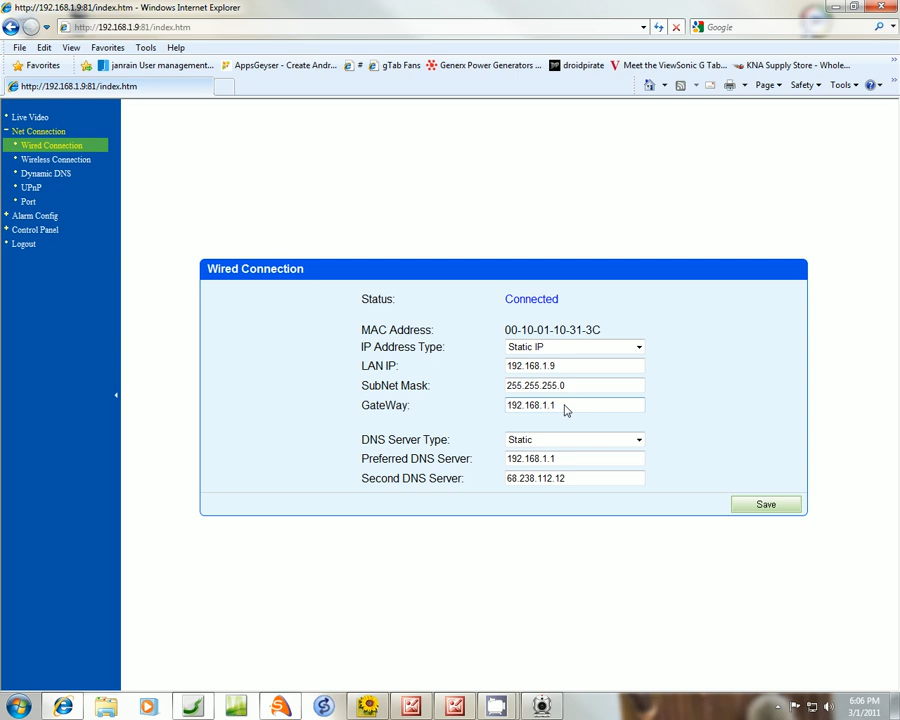 http://192.168.1.9:81/index.htm - Windows Internet Explorer
http://192.168.1.9:81/index.htm
Google
File Edit View Favorites Tools Help
Favorites janrain User management... AppsGeyser - Create Andr... # gTab Fans Generx Power Generators ... droidpirate Meet the ViewSonic G Tab... KNA Supply Store - Whole... »
http://192.168.1.9:81/index.htm
Page Safety Tools
Live Video
Net Connection
Wired Connection
Wireless Connection
Dynamic DNS
UPnP
Port
Alarm Config
Control Panel
Logout
Wired Connection
Status: Connected
MAC Address: 00-10-01-10-31-3C
IP Address Type: Static IP
LAN IP: 192.168.1.9
SubNet Mask: 255.255.255.0
GateWay: 192.168.1.1
DNS Server Type: Static
Preferred DNS Server: 192.168.1.1
Second DNS Server: 68.238.112.12
Save
6:06 PM
3/1/2011